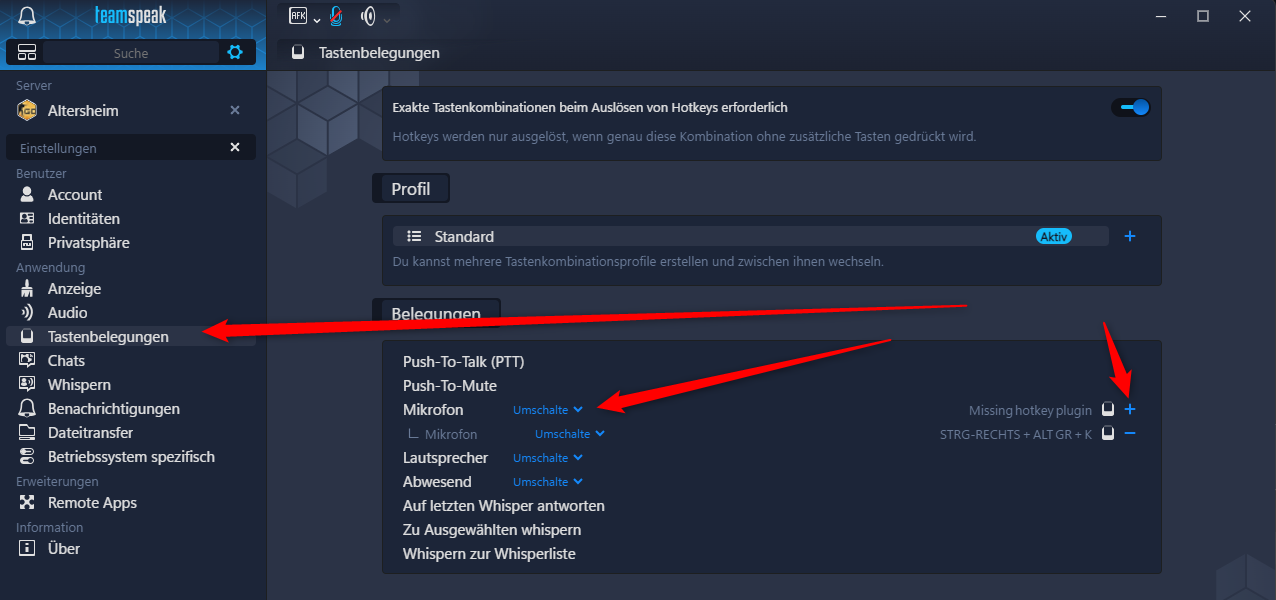 teamspeak
AFK
Suche
Tastenbelegungen
Server
Altersheim
Einstellungen
Benutzer
Account
Identitäten
Privatsphäre
Anwendung
Anzeige
Audio
Tastenbelegungen
Chats
Whispern
Benachrichtigungen
Dateitransfer
Betriebssystem spezifisch
Erweiterungen
Remote Apps
Information
Über
Exakte Tastenkombinationen beim Auslösen von Hotkeys erforderlich
Hotkeys werden nur ausgelöst, wenn genau diese Kombination ohne zusätzliche Tasten gedrückt wird.
Profil
Standard Aktiv
Du kannst mehrere Tastenkombinationsprofile erstellen und zwischen ihnen wechseln.
Belegungen
Push-To-Talk (PTT)
Push-To-Mute
Mikrofon Umschalte Missing hotkey plugin
Mikrofon Umschalte STRG-RECHTS + ALT GR + K
Lautsprecher Umschalte
Abwesend Umschalte
Auf letzten Whisper antworten
Zu Ausgewählten whispern
Whispern zur Whisperliste